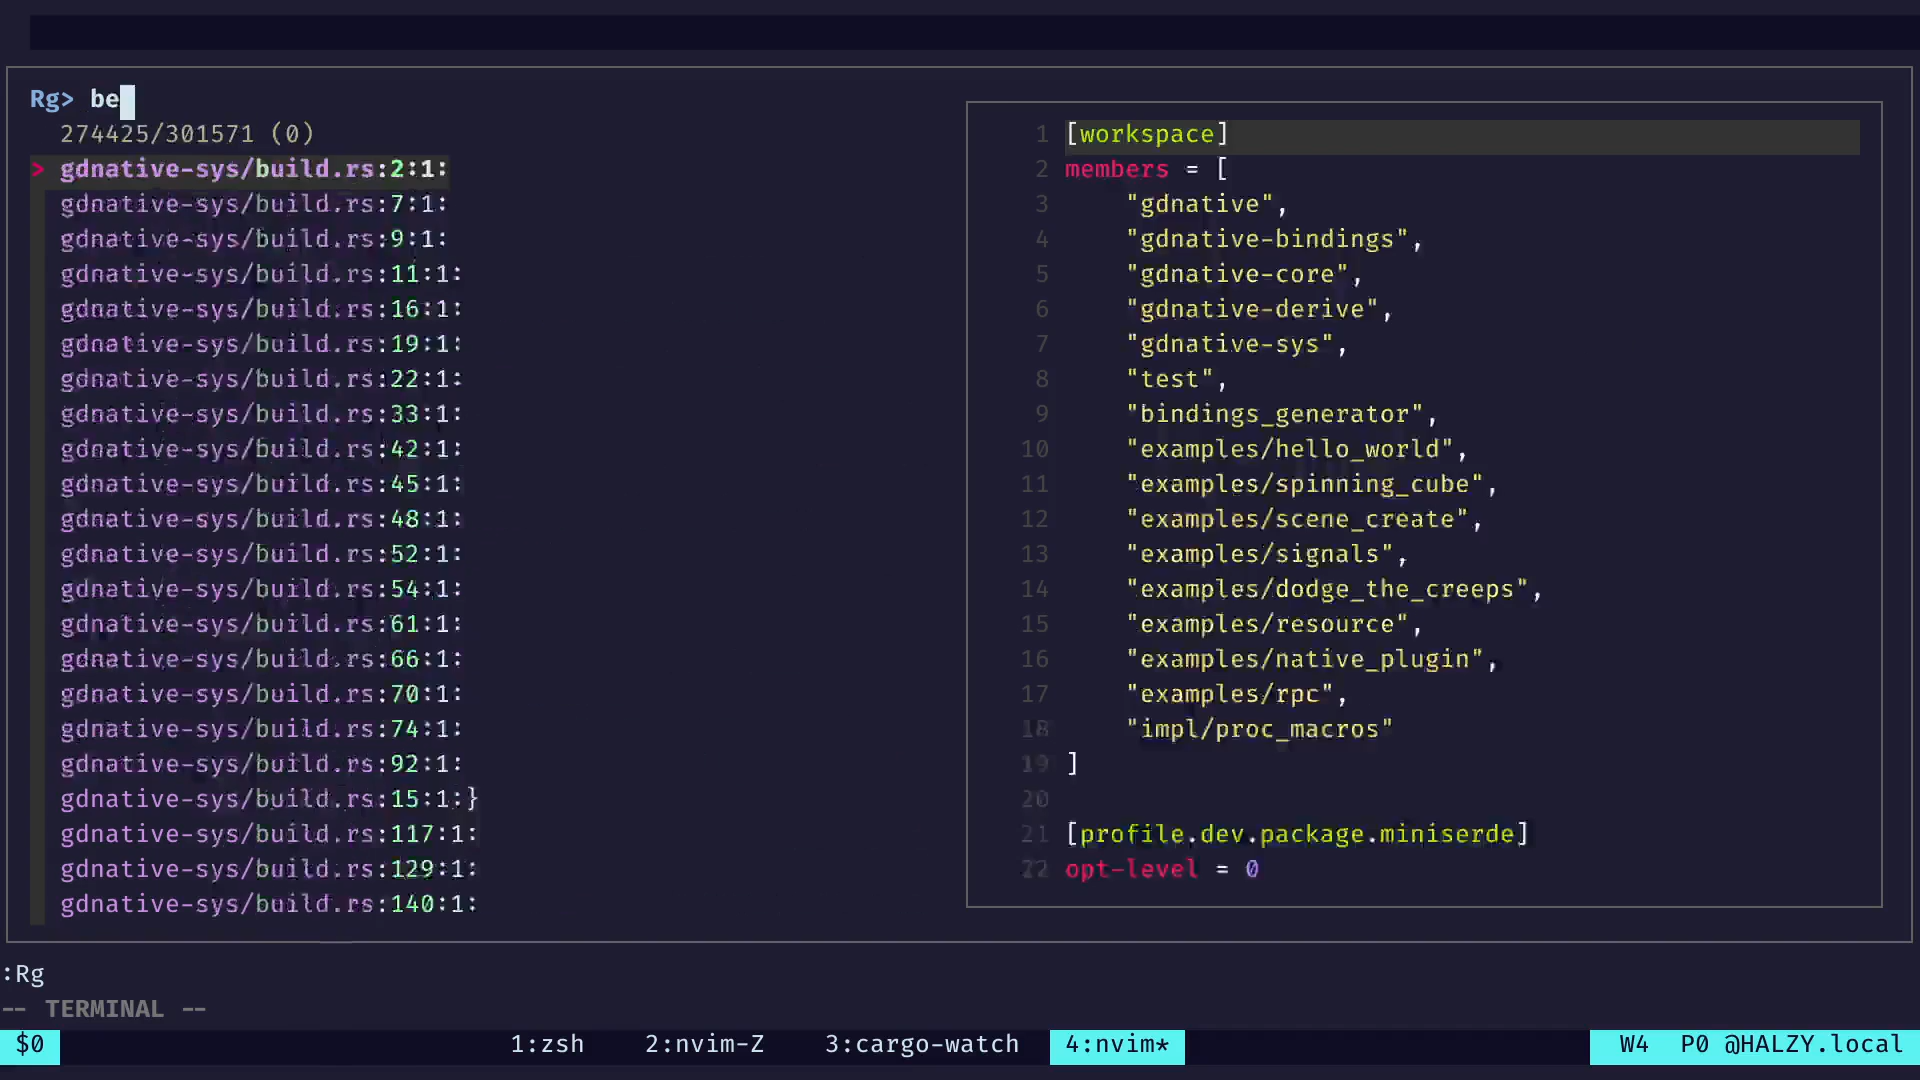 Rg> be
274425/301571 (0)
> gdnative-sys/build.rs:2:1:
gdnative-sys/build.rs:7:1:
gdnative-sys/build.rs:9:1:
gdnative-sys/build.rs:11:1:
gdnative-sys/build.rs:16:1:
gdnative-sys/build.rs:19:1:
gdnative-sys/build.rs:22:1:
gdnative-sys/build.rs:33:1:
gdnative-sys/build.rs:42:1:
gdnative-sys/build.rs:45:1:
gdnative-sys/build.rs:48:1:
gdnative-sys/build.rs:52:1:
gdnative-sys/build.rs:54:1:
gdnative-sys/build.rs:61:1:
gdnative-sys/build.rs:66:1:
gdnative-sys/build.rs:70:1:
gdnative-sys/build.rs:74:1:
gdnative-sys/build.rs:92:1:
gdnative-sys/build.rs:15:1:}
gdnative-sys/build.rs:117:1:
gdnative-sys/build.rs:129:1:
gdnative-sys/build.rs:140:1:
1 [workspace]
2 members = [
3 "gdnative",
4 "gdnative-bindings",
5 "gdnative-core",
6 "gdnative-derive",
7 "gdnative-sys",
8 "test",
9 "bindings_generator",
10 "examples/hello_world",
11 "examples/spinning_cube",
12 "examples/scene_create",
13 "examples/signals",
14 "examples/dodge_the_creeps",
15 "examples/resource",
16 "examples/native_plugin",
17 "examples/rpc",
18 "impl/proc_macros"
19 ]
20
21 [profile.dev.package.miniserde]
22 opt-level = 0
:Rg
-- TERMINAL --
$0 1:zsh 2:nvim-Z 3:cargo-watch 4:nvim* W4 P0 @HALZY.local